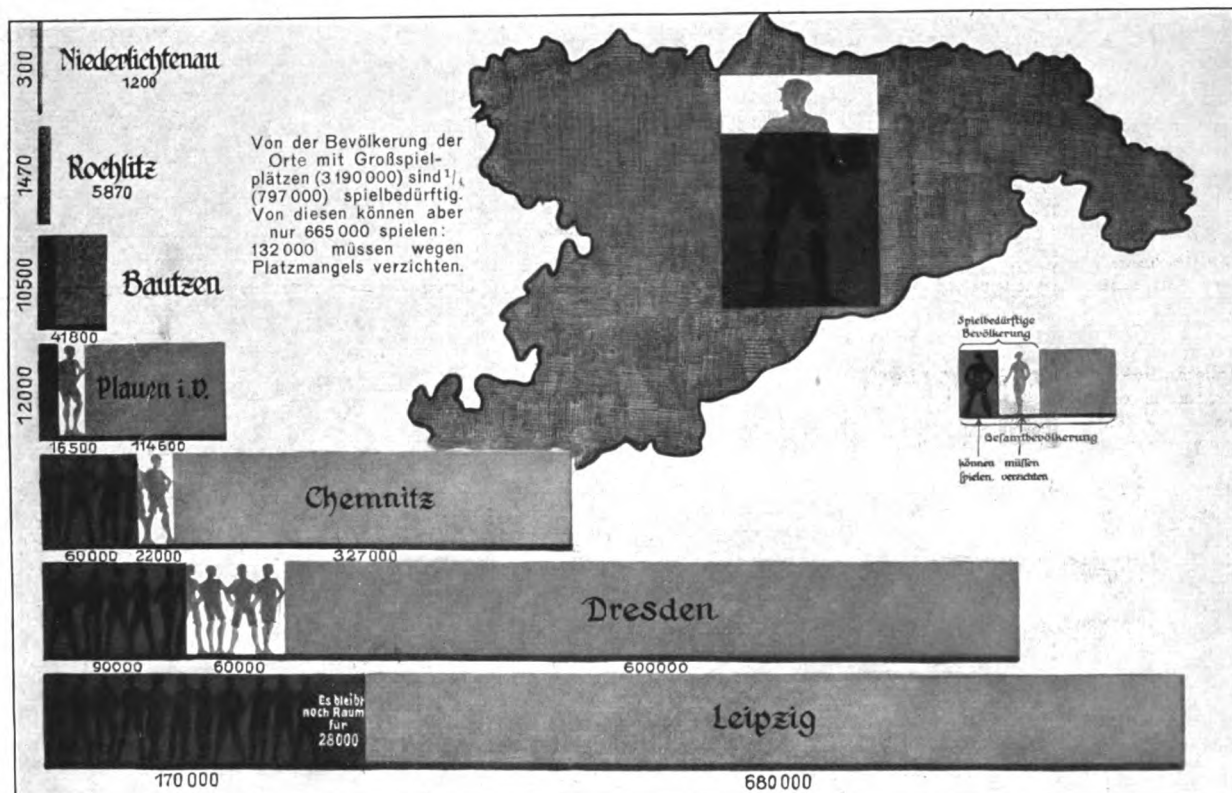 300
Niederlichtenau
1200
1470
Rochlitz
5870
10500
Bautzen
41800
12000
Plauen i.V.
16500 114600
Chemnitz
60000 22000 327000
Dresden
90000 60000 600000
Es bleibt
noch Raum
für
28000
Leipzig
170000 680000
Von der Bevölkerung der
Orte mit Großspiel-
plätzen (3190000) sind ¹/₄
(797000) spielbedürftig.
Von diesen können aber
nur 665000 spielen:
132000 müssen wegen
Platzmangels verzichten.
Spielbedürftige
Bevölkerung
Gesamtbevölkerung
können müssen
spielen. verzichten